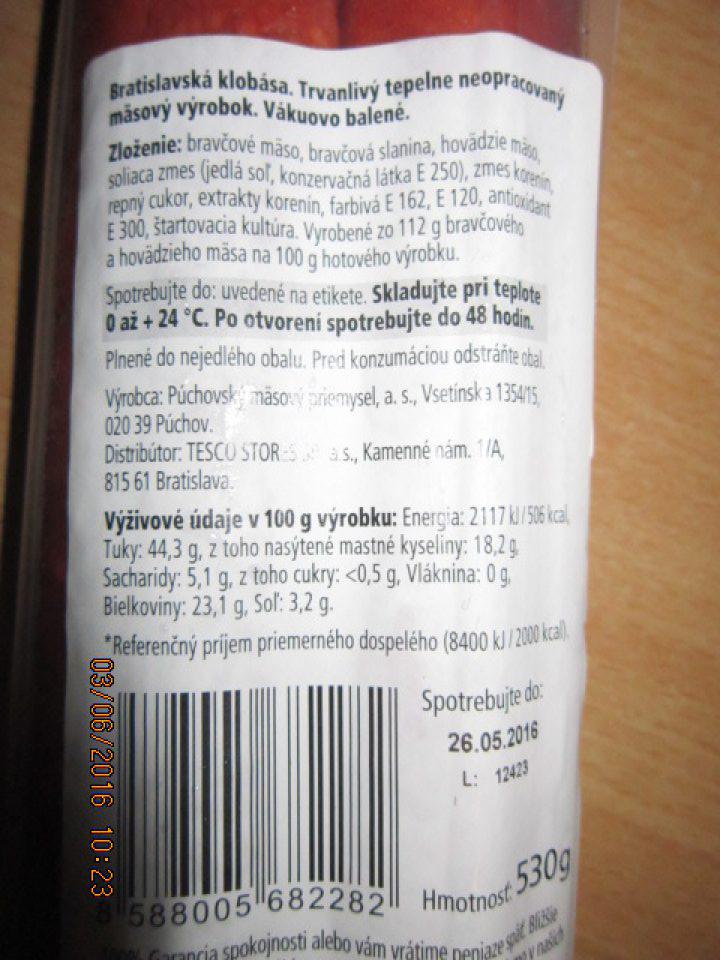 Bratislavská klobása. Trvanlivý tepelne neopracovaný
mäsový výrobok. Vákuovo balené.
Zloženie: bravčové mäso, bravčová slanina, hovädzie mäso,
soliaca zmes (jedlá soľ, konzervačná látka E 250), zmes korenín,
repný cukor, extrakty korenín, farbivá E 162, E 120, antioxidant
E 300, štartovacia kultúra. Vyrobené zo 112 g bravčového
a hovädzieho mäsa na 100 g hotového výrobku.
Spotrebujte do: uvedené na etikete. Skladujte pri teplote
0 až + 24 °C. Po otvorení spotrebujte do 48 hodín.
Plnené do nejedlého obalu. Pred konzumáciou odstráňte obal.
Výrobca: Púchovský mäsový priemysel, a. s., Vsetínska 1354/15,
020 39 Púchov.
Distribútor: TESCO STORES a.s., Kamenné nám. 1/A,
815 61 Bratislava.
Výživové údaje v 100 g výrobku: Energia: 2117 kJ/506 kcal,
Tuky: 44,3 g, z toho nasýtené mastné kyseliny: 18,2 g,
Sacharidy: 5,1 g, z toho cukry: <0,5 g, Vláknina: 0 g,
Bielkoviny: 23,1 g, Soľ: 3,2 g.
*Referenčný príjem priemerného dospelého (8400 kJ / 2000 kcal).
Spotrebujte do:
26.05.2016
L: 12423
03/06/2016 10:23
8 588005 682282
Hmotnosť: 530g
100% Garancia spokojnosti alebo vám vrátime peniaze späť. Bližšie
v našich